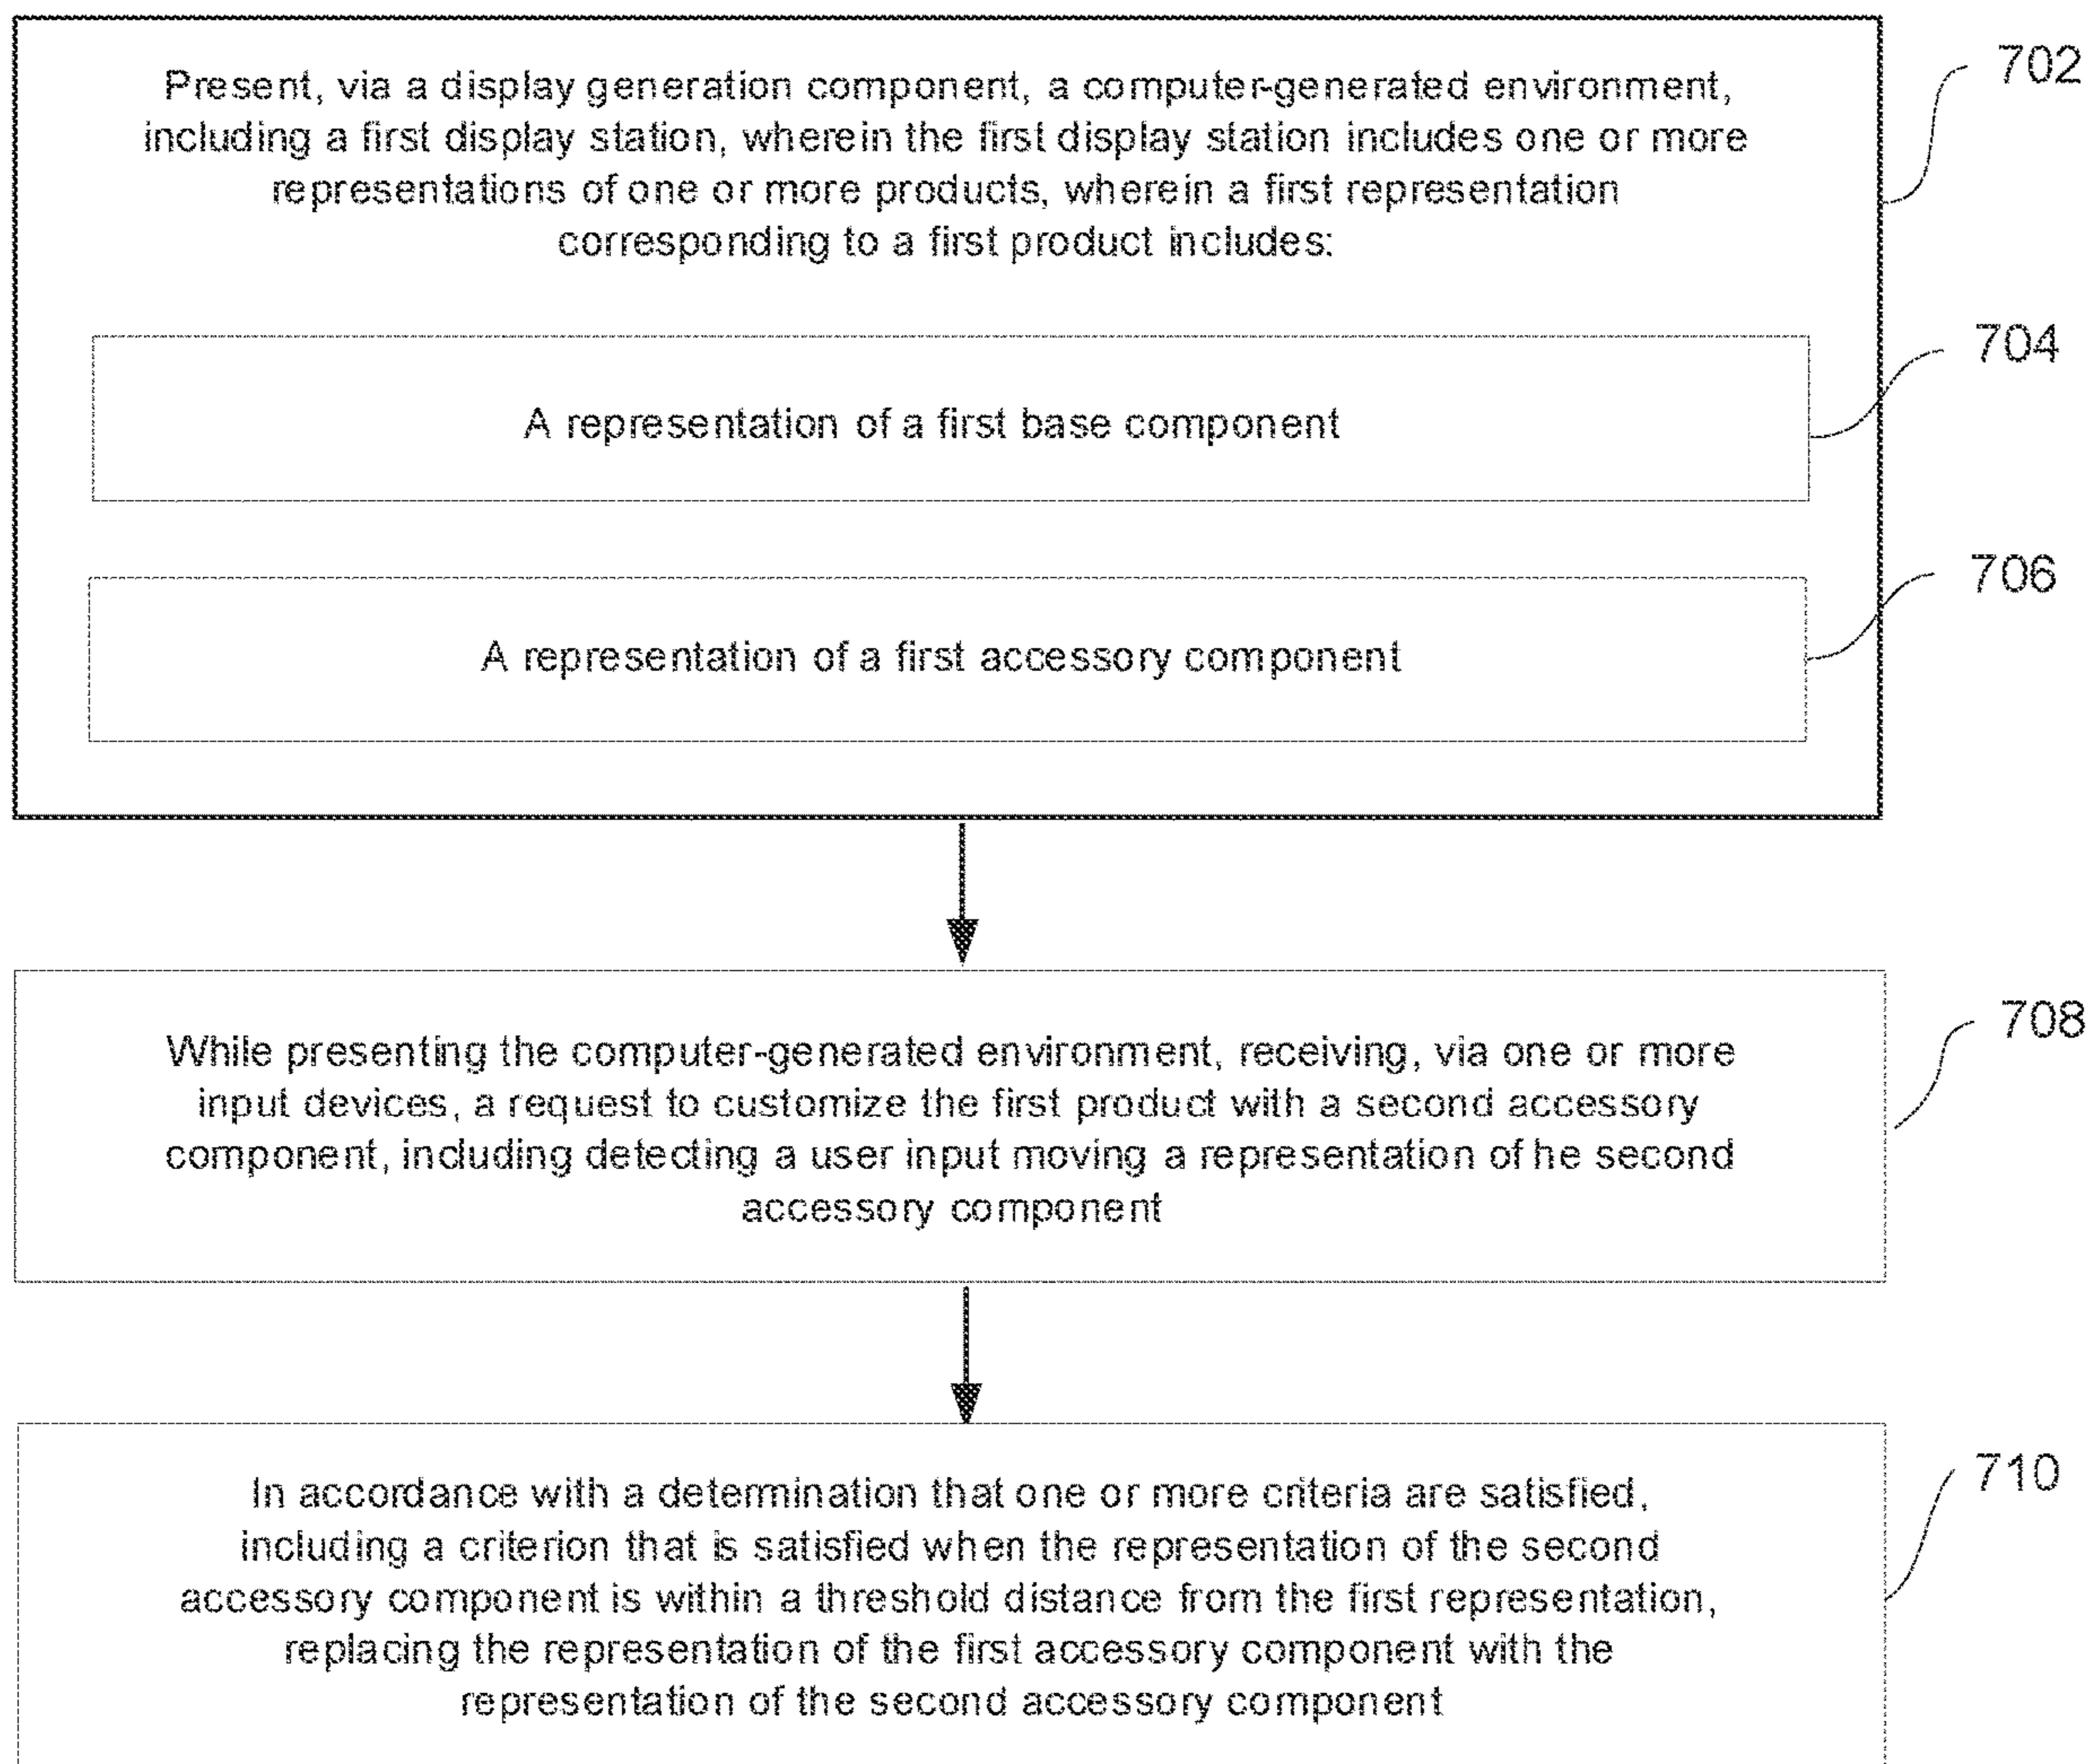 Present, via a display generation component, a computer-generated environment,
including a first display station, wherein the first display station includes one or more
representations of one or more products, wherein a first representation
corresponding to a first product includes:
702
A representation of a first base component
704
A representation of a first accessory component
706
While presenting the computer-generated environment, receiving, via one or more
input devices, a request to customize the first product with a second accessory
component, including detecting a user input moving a representation of he second
accessory component
708
In accordance with a determination that one or more criteria are satisfied,
including a criterion that is satisfied when the representation of the second
accessory component is within a threshold distance from the first representation,
replacing the representation of the first accessory component with the
representation of the second accessory component
710